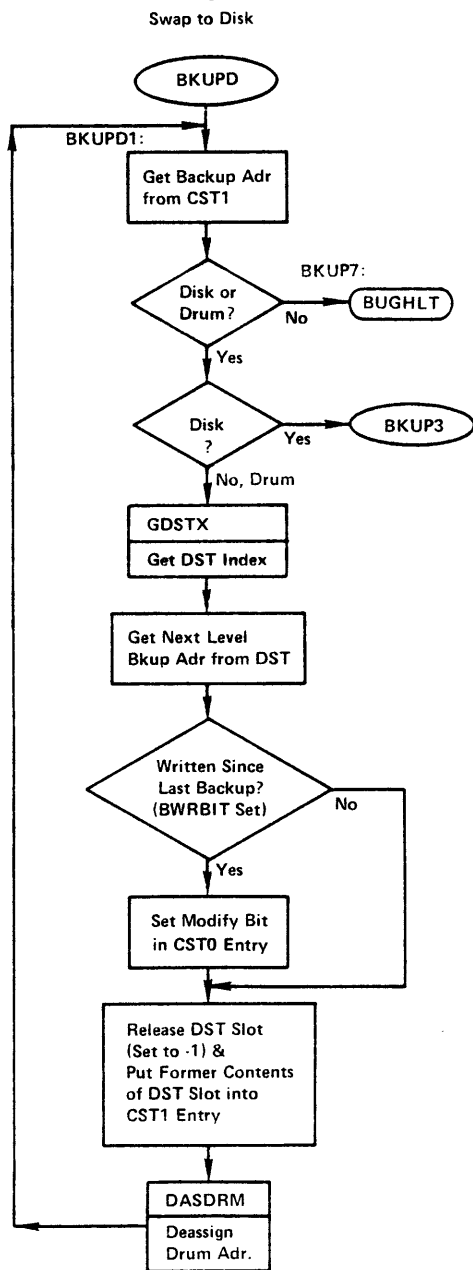 Swap to Disk
BKUPD
BKUPD1:
Get Backup Adr
from CST1
BKUP7:
Disk or
Drum?
No
BUGHLT
Yes
Disk
?
Yes
BKUP3
No, Drum
GDSTX
Get DST Index
Get Next Level
Bkup Adr from DST
Written Since
Last Backup?
(BWRBIT Set)
No
Yes
Set Modify Bit
in CST0 Entry
Release DST Slot
(Set to -1) &
Put Former Contents
of DST Slot into
CST1 Entry
DASDRM
Deassign
Drum Adr.